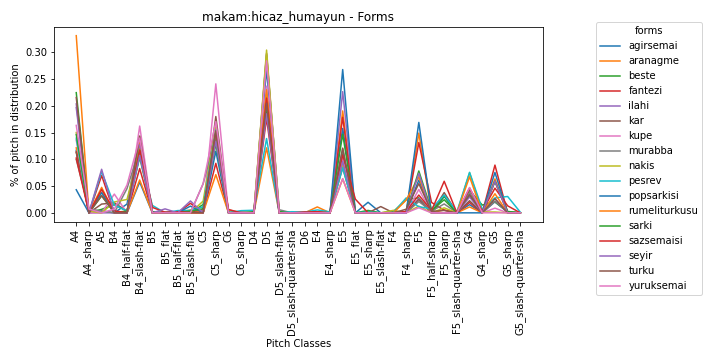 makam:hicaz_humayun - Forms
% of pitch in distribution
0.30
0.25
0.20
0.15
0.10
0.05
0.00
A4
A4_sharp
A5
B4
B4_half-flat
B4_slash-flat
B5
B5_flat
B5_half-flat
B5_slash-flat
C5
C5_sharp
C6
C6_sharp
D4
D5
D5_slash-flat
D5_slash-quarter-sha
D6
E4
E4_sharp
E5
E5_flat
E5_sharp
E5_slash-flat
F4
F4_sharp
F5
F5_half-sharp
F5_sharp
F5_slash-quarter-sha
G4
G4_sharp
G5
G5_sharp
G5_slash-quarter-sha
Pitch Classes
forms
agirsemai
aranagme
beste
fantezi
ilahi
kar
kupe
murabba
nakis
pesrev
popsarkisi
rumeliturkusu
sarki
sazsemaisi
seyir
turku
yuruksemai